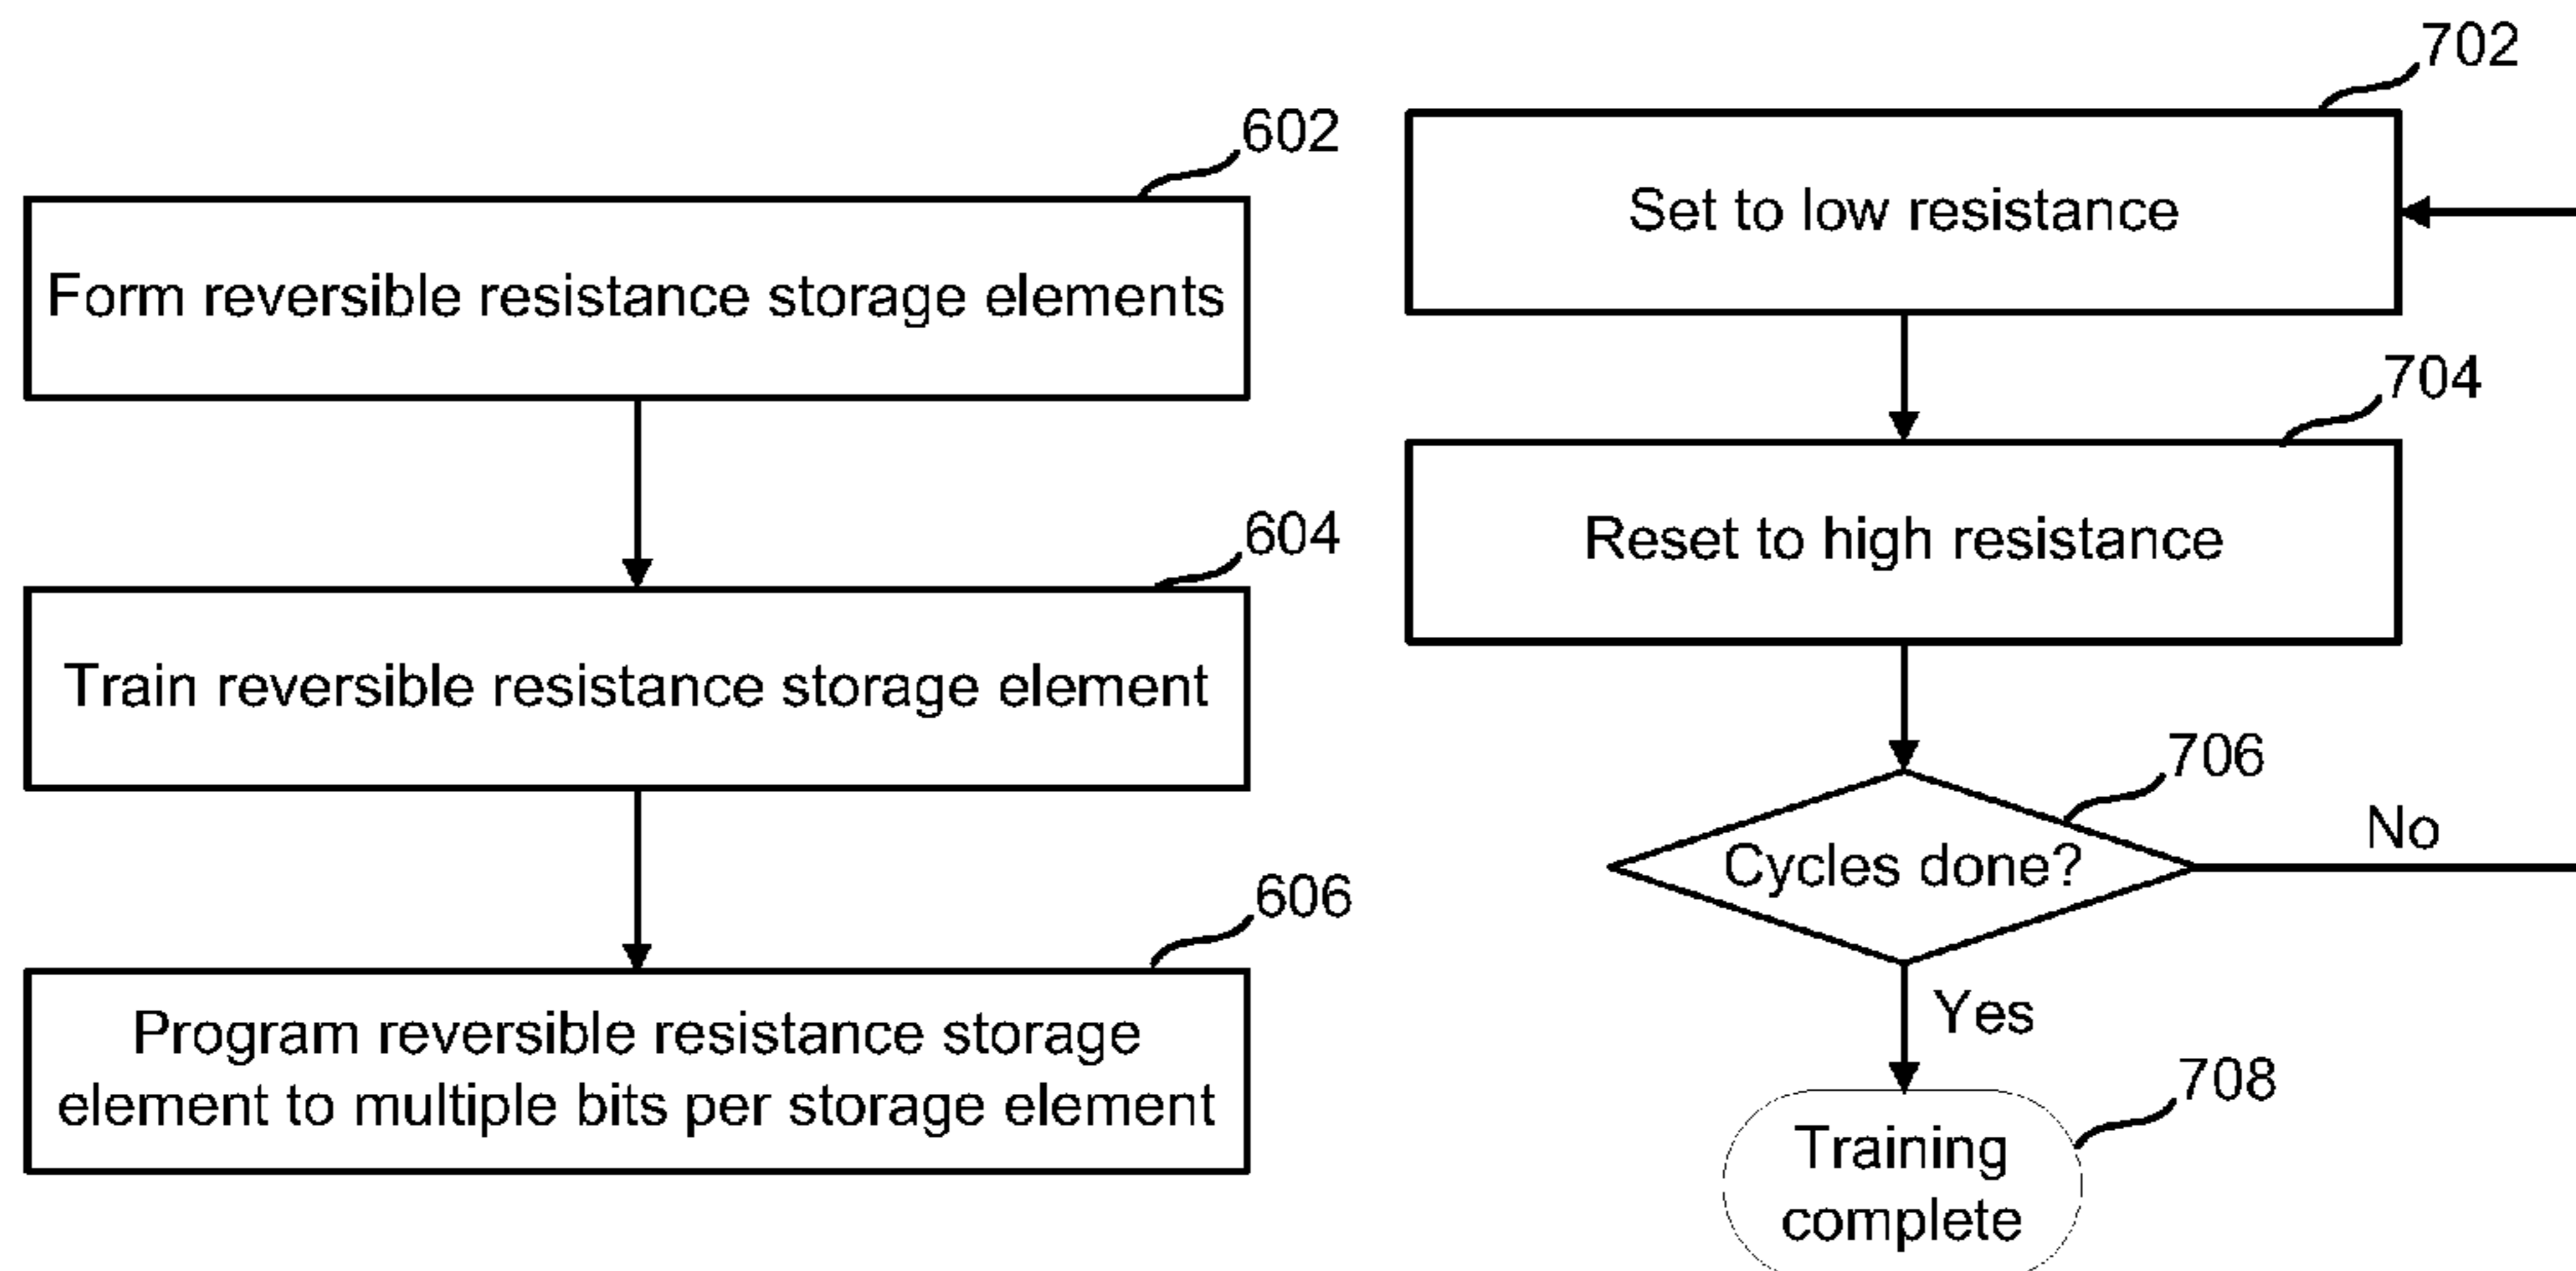 602
Form reversible resistance storage elements
604
Train reversible resistance storage element
606
Program reversible resistance storage
element to multiple bits per storage element
702
Set to low resistance
704
Reset to high resistance
706
Cycles done?
No
Yes
708
Training
complete